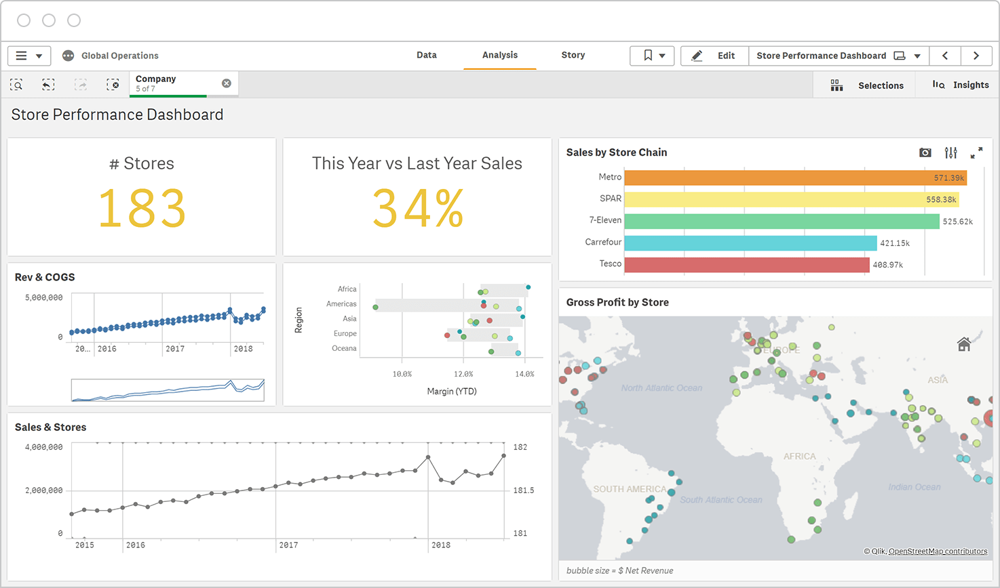 Global Operations
Data
Analysis
Story
Edit
Store Performance Dashboard
Company
5 of 7
Selections
Insights
Store Performance Dashboard
# Stores
183
This Year vs Last Year Sales
34%
Sales by Store Chain
Metro
571.39k
SPAR
558.38k
7-Eleven
525.62k
Carrefour
421.15k
Tesco
408.97k
Rev & COGS
5,000,000
0
20...
2016
2017
2018
Region
Africa
Americas
Asia
Europe
Oceana
10.0%
12.0%
14.0%
Margin (YTD)
Gross Profit by Store
EUROPE
ASIA
North Atlantic Ocean
AFRICA
SOUTH AMERICA
South Atlantic Ocean
Indian Ocean
© Qlik, OpenStreetMap contributors
bubble size = $ Net Revenue
Sales & Stores
4,000,000
2,000,000
0
182
181.5
181
2015
2016
2017
2018